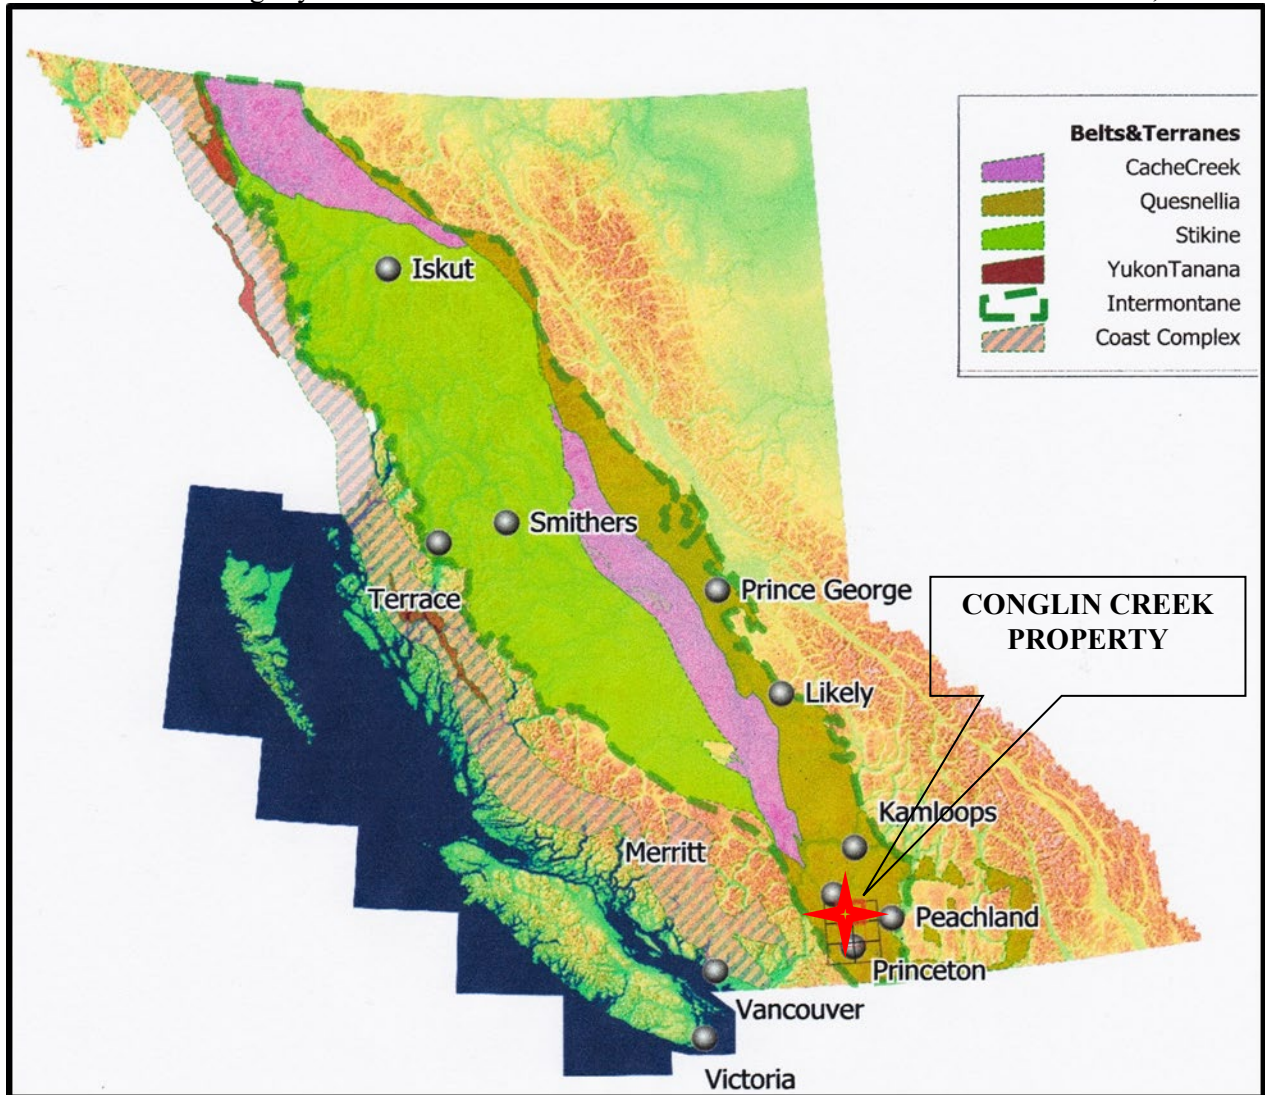 Belts&Terranes
CacheCreek
Quesnellia
Stikine
YukonTanana
Intermontane
Coast Complex
Iskut
Smithers
Terrace
Prince George
CONGLIN CREEK
PROPERTY
Likely
Kamloops
Merritt
Peachland
Princeton
Vancouver
Victoria